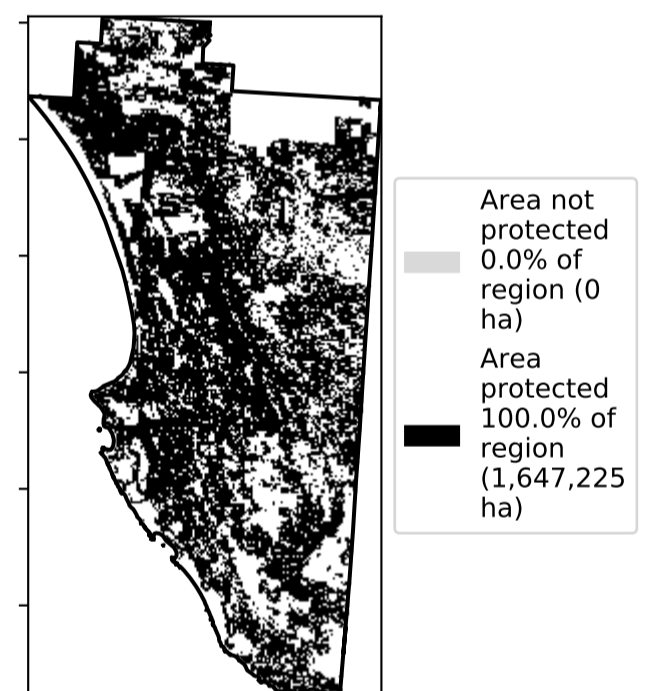 Area not
protected
0.0% of
region (0
ha)
Area
protected
100.0% of
region
(1,647,225
ha)